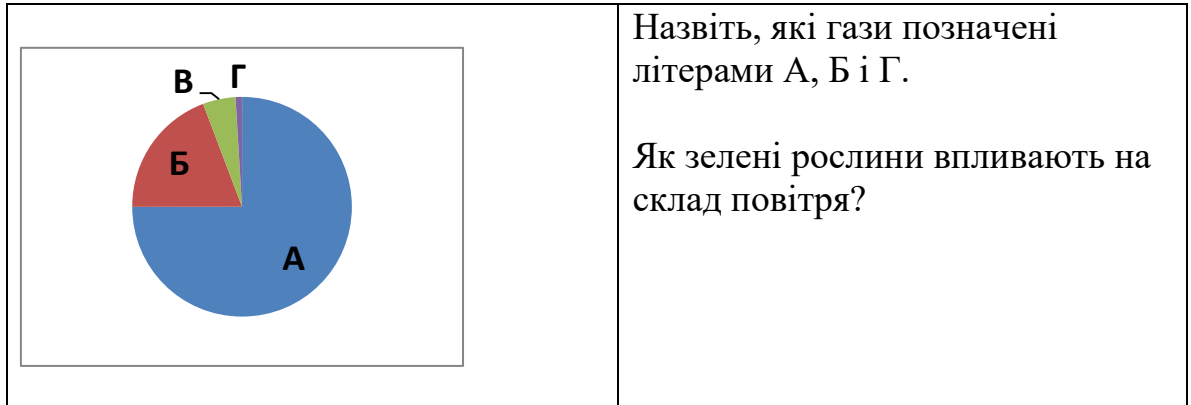 В Г
Б
А
Назвіть, які гази позначені
літерами А, Б і Г.
Як зелені рослини впливають на
склад повітря?